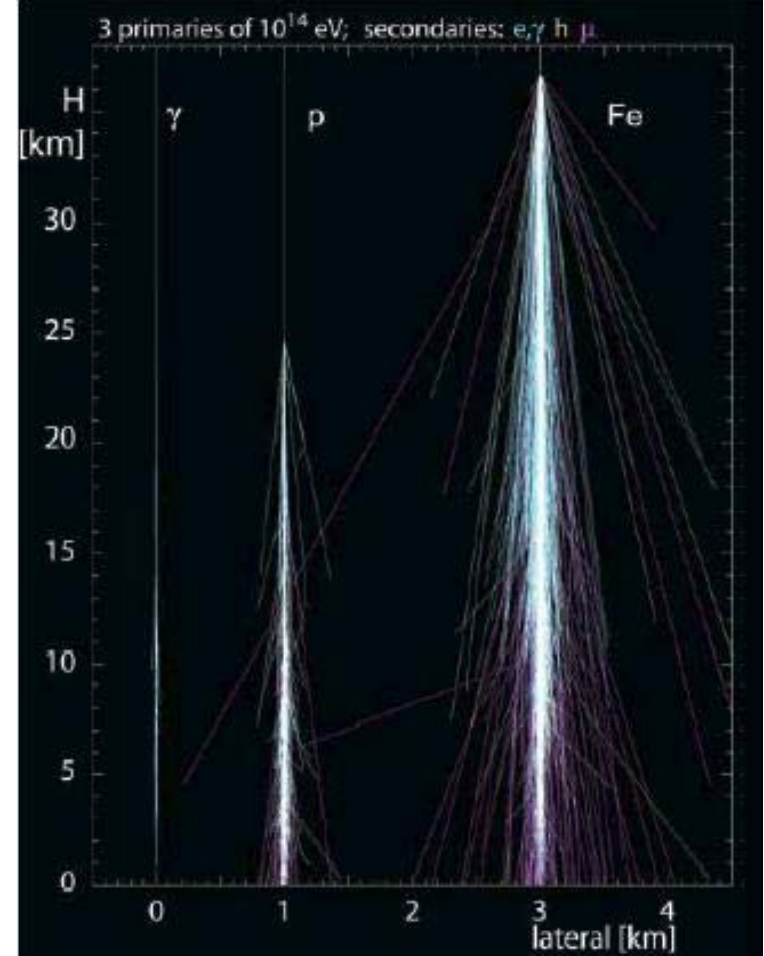 3 primaries of 10¹⁴ eV; secondaries: e,γ h μ
H
[km]
γ p Fe
30
25
20
15
10
5
0
0 1 2 3 4
lateral [km]